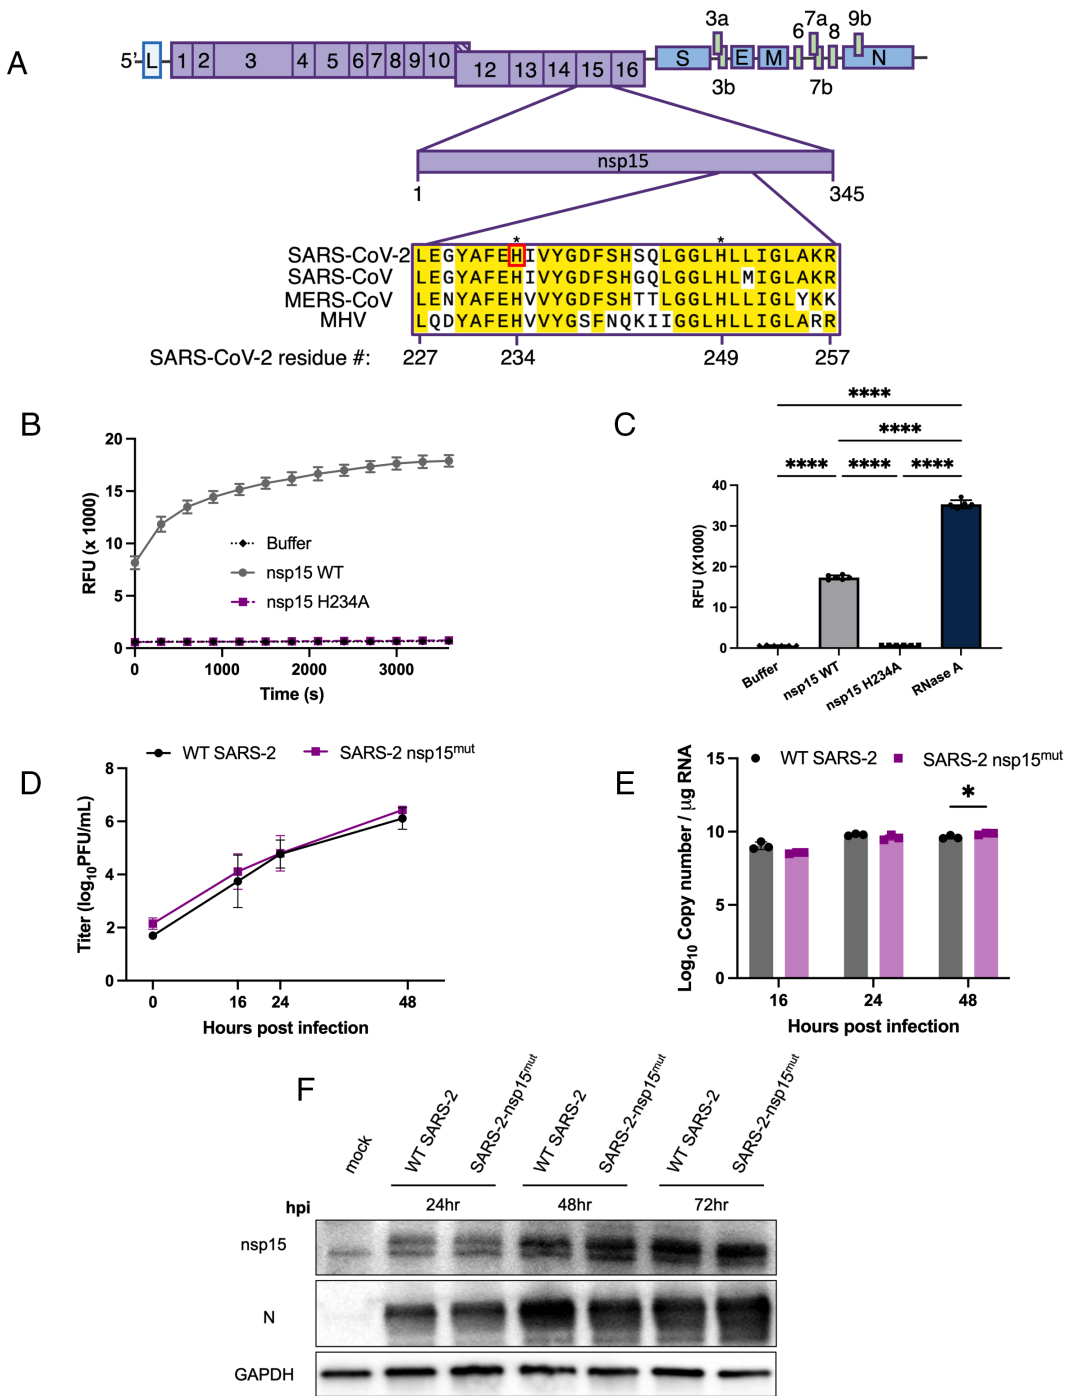 A
5' L 1 2 3 4 5 6 7 8 9 10 12 13 14 15 16 S 3a 3b E M 6 7a 7b 8 9b N
nsp15
1 345
* *
SARS-CoV-2 LEGYAFEHIVYGDFSHSQLGGLHLLIGLAKR
SARS-CoV LEGYAFEHIVYGDFSHGQLGGLHLMIGLAKR
MERS-CoV LENYAFEHVVYGDFSHTTLGGLHLLIGLYKK
MHV LQDYAFEHVVYGSFNQKIIGGLHLLIGLARR
SARS-CoV-2 residue #: 227 234 249 257
B
20
15
10
5
0
RFU (x 1000)
Buffer
nsp15 WT
nsp15 H234A
0 1000 2000 3000
Time (s)
C
****
****
**** **** ****
40
30
20
10
0
RFU (X1000)
Buffer nsp15 WT nsp15 H234A RNase A
D
WT SARS-2 SARS-2 nsp15mut
8
6
4
2
0
Titer (log10PFU/mL)
0 16 24 48
Hours post infection
E
WT SARS-2 SARS-2 nsp15mut
*
15
10
5
0
Log10 Copy number / μg RNA
16 24 48
Hours post infection
F
mock WT SARS-2 SARS-2-nsp15mut WT SARS-2 SARS-2-nsp15mut WT SARS-2 SARS-2-nsp15mut
hpi 24hr 48hr 72hr
nsp15
N
GAPDH